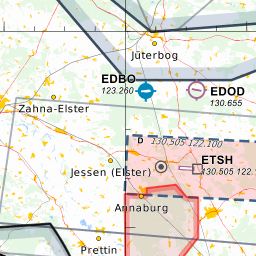 Jüterbog
EDBO
123.260
EDOD
130.655
Zahna-Elster
D 130.505 122.100
ETSH
130.505 122.1
Jessen (Elster)
Annaburg
Prettin